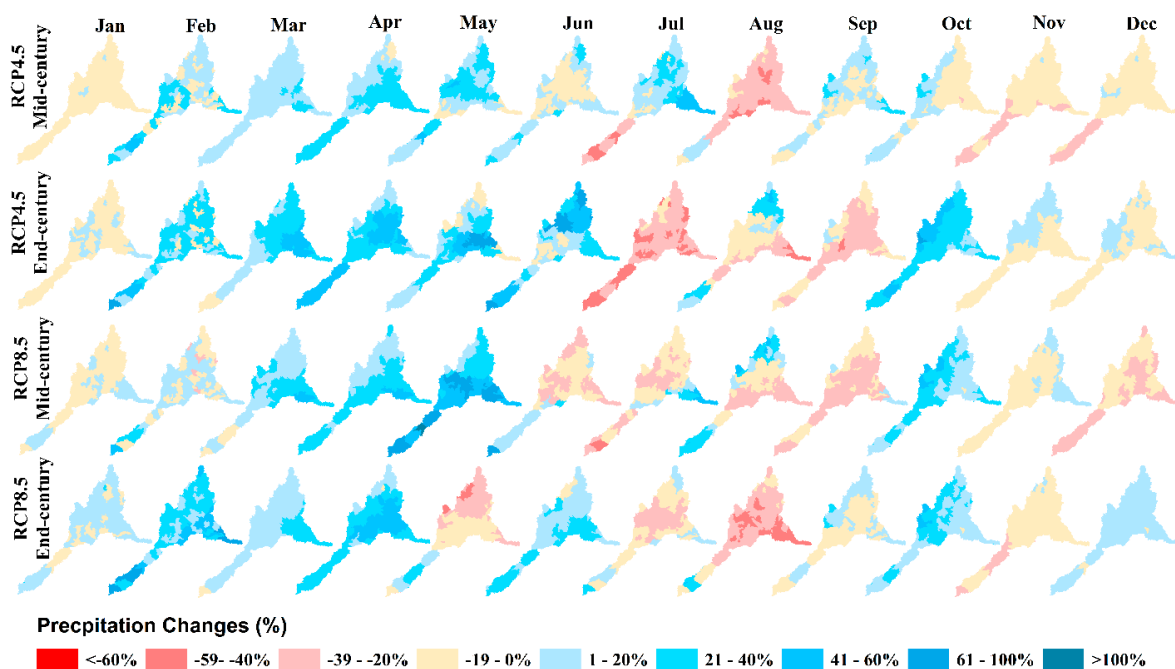 Jan Feb Mar Apr May Jun Jul Aug Sep Oct Nov Dec
RCP4.5
Mid-century
RCP4.5
End-century
RCP8.5
Mid-century
RCP8.5
End-century
Precpitation Changes (%)
<-60% -59- -40% -39 - -20% -19 - 0% 1 - 20% 21 - 40% 41 - 60% 61 - 100% >100%